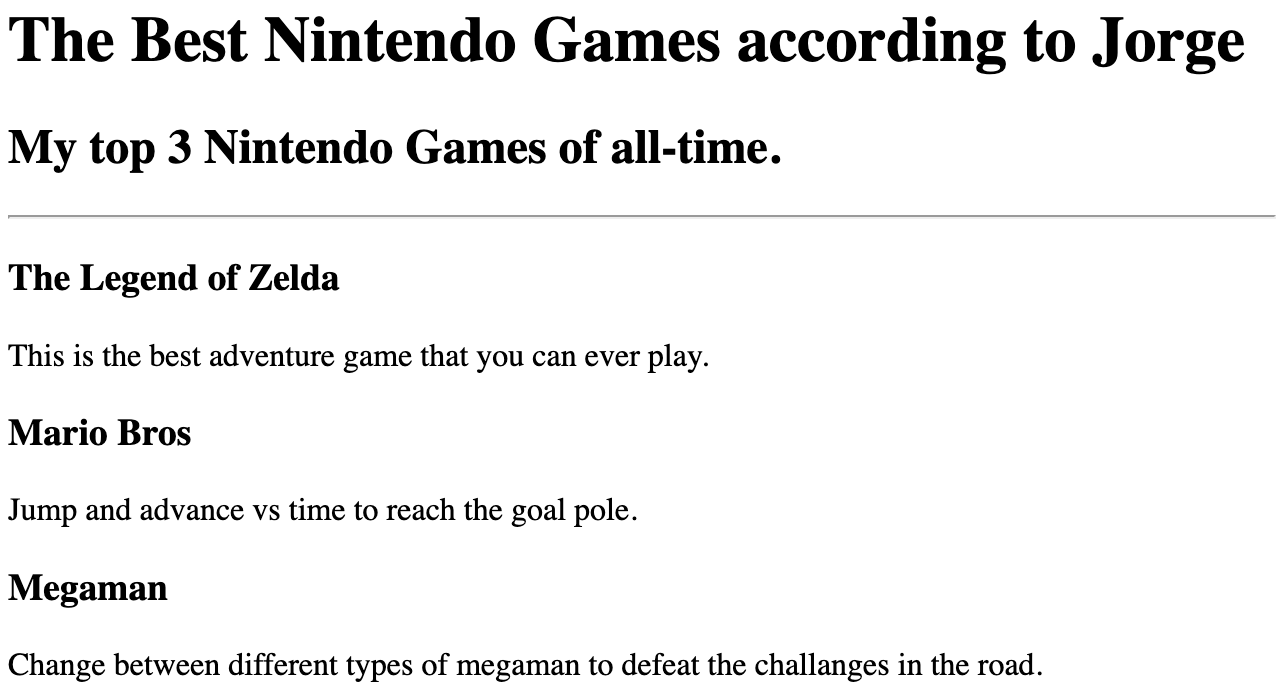 The Best Nintendo Games according to Jorge
My top 3 Nintendo Games of all-time.
The Legend of Zelda
This is the best adventure game that you can ever play.
Mario Bros
Jump and advance vs time to reach the goal pole.
Megaman
Change between different types of megaman to defeat the challanges in the road.